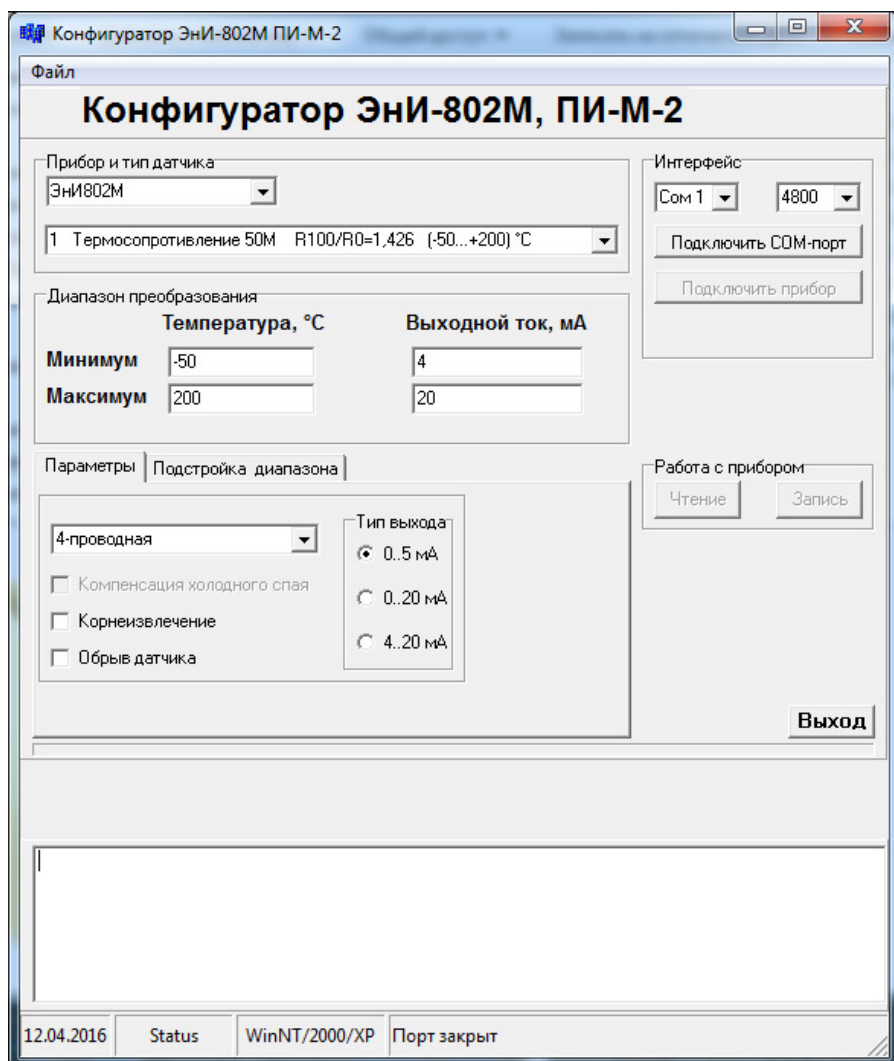 Конфигуратор ЭнИ-802М ПИ-М-2
Файл
Конфигуратор ЭнИ-802М, ПИ-М-2
Прибор и тип датчика
ЭнИ802М
1 Термосопротивление 50М R100/R0=1,426 (-50...+200) °C
Интерфейс
Com 1 4800
Подключить COM-порт
Подключить прибор
Диапазон преобразования
Температура, °C Выходной ток, мА
Минимум -50 4
Максимум 200 20
Параметры Подстройка диапазона
4-проводная
Компенсация холодного спая
Корнеизвлечение
Обрыв датчика
Тип выхода
0..5 мА
0..20 мА
4..20 мА
Работа с прибором
Чтение Запись
Выход
12.04.2016 Status WinNT/2000/XP Порт закрыт